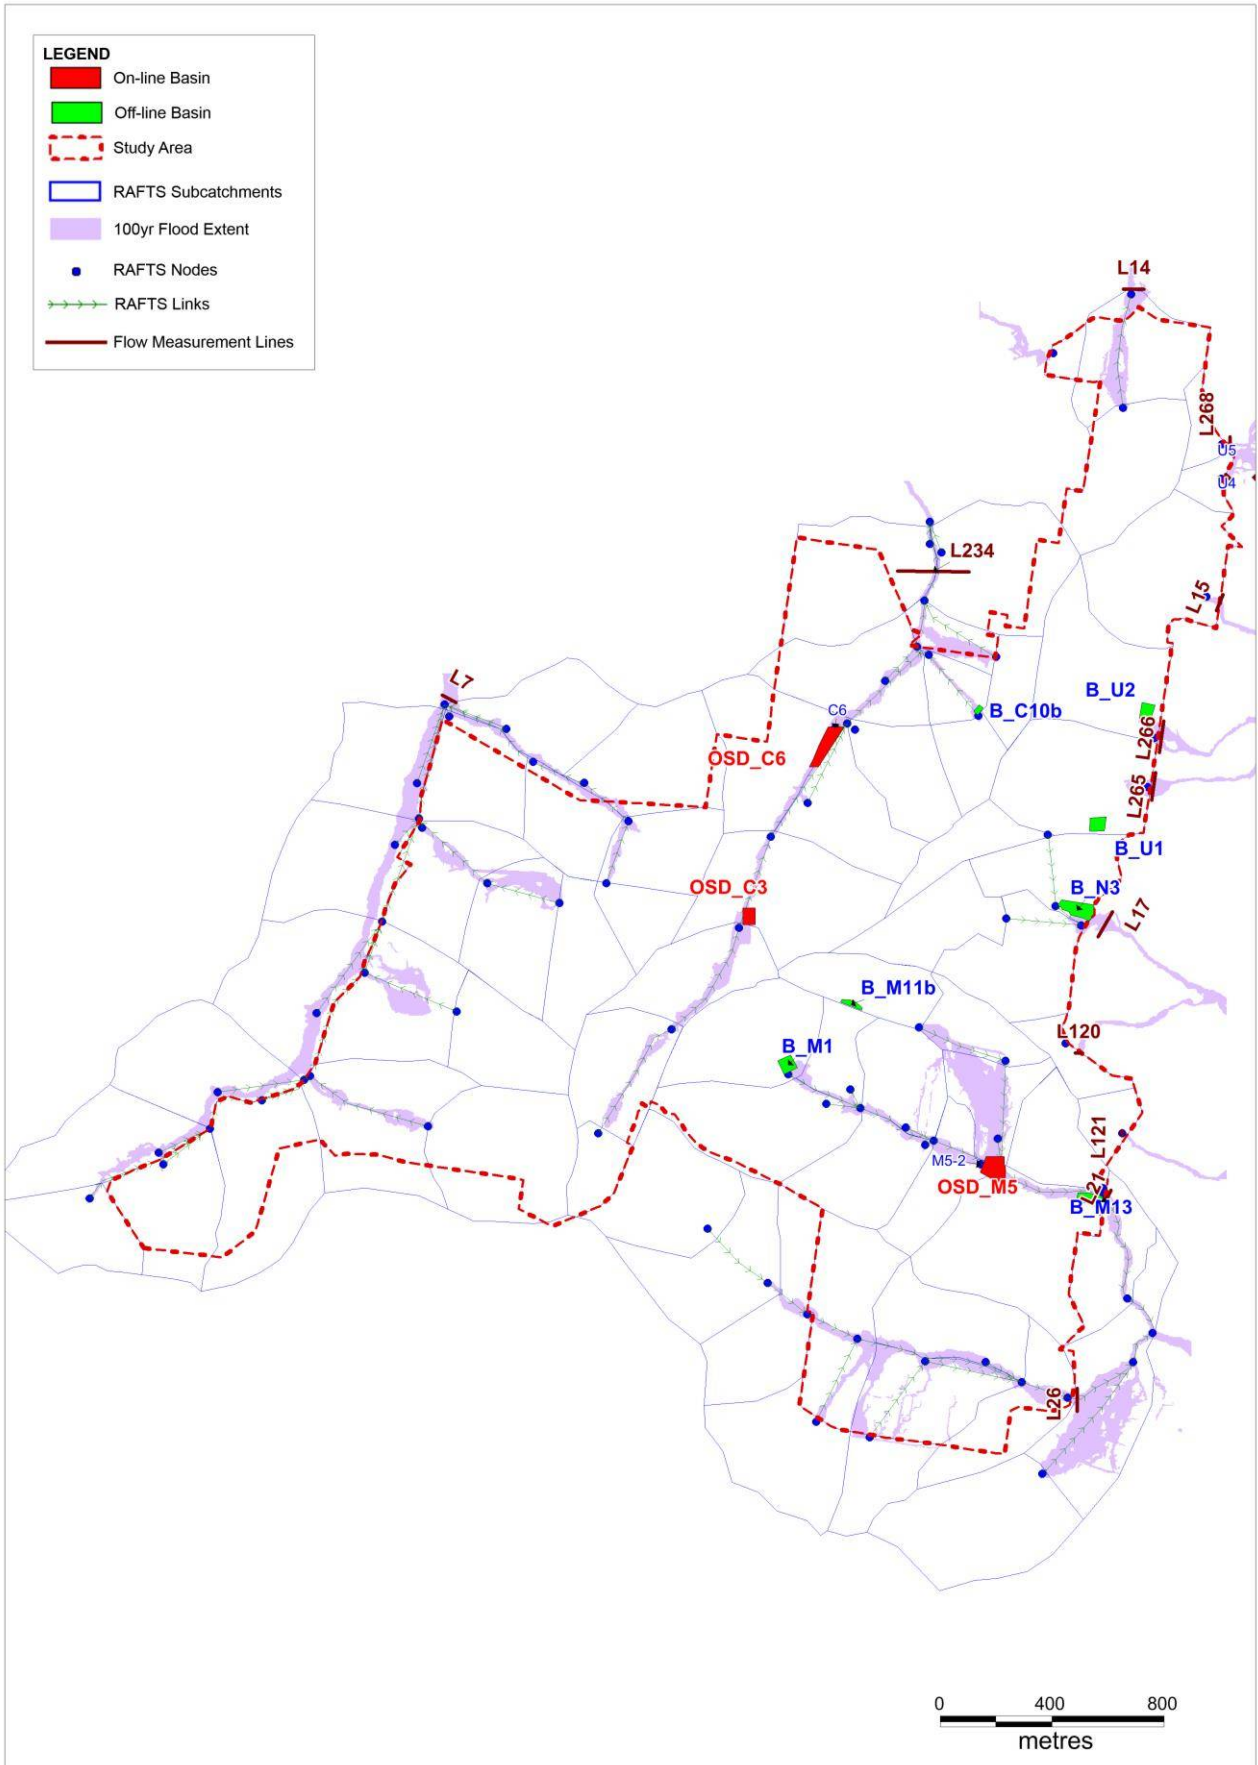 LEGEND
On-line Basin
Off-line Basin
Study Area
RAFTS Subcatchments
100yr Flood Extent
RAFTS Nodes
RAFTS Links
Flow Measurement Lines
L14
L268
U5
U4
L234
L15
L7
B_U2
B_C10b
C6
L266
OSD_C6
L265
B_U1
OSD_C3
B_N3
L17
B_M11b
L120
B_M1
L121
M5-2
OSD_M5
L21
B_M13
L26
0 400 800
metres